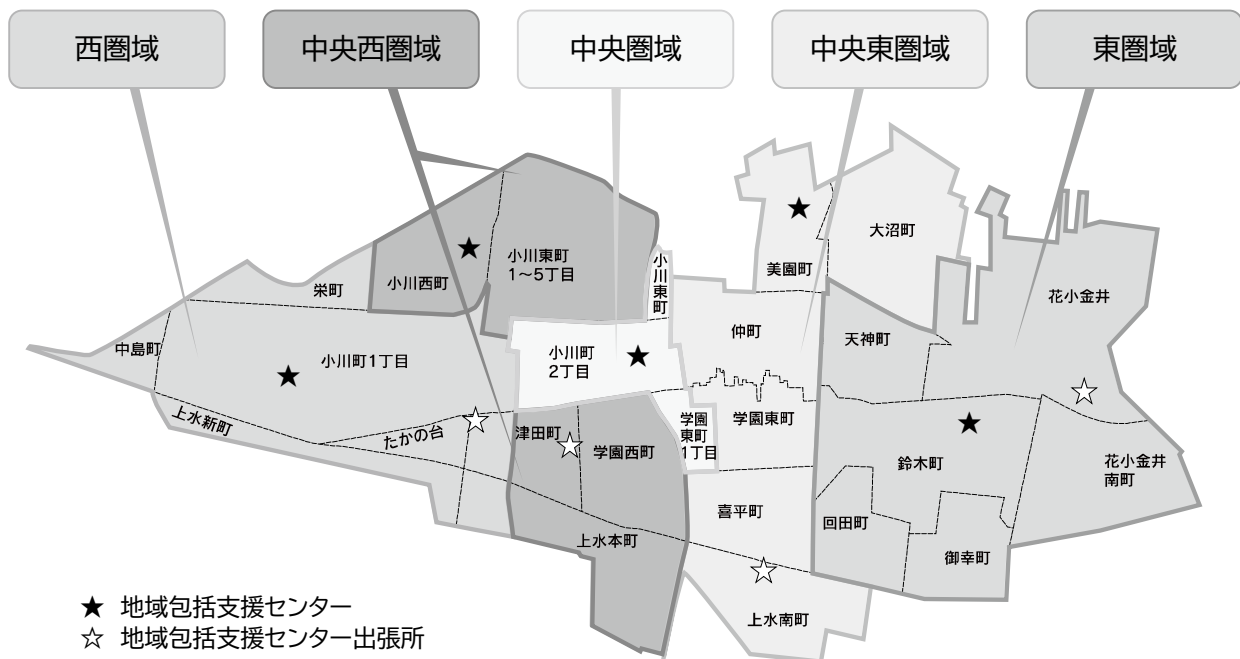 西圏域
中央西圏域
中央圏域
中央東圏域
東圏域
大沼町
小川東町
1〜5丁目
小川東町
美園町
小川西町
栄町
花小金井
仲町
天神町
中島町
小川町1丁目
小川町
2丁目
上水新町
たかの台
津田町
学園西町
学園
東町
1丁目
学園東町
鈴木町
花小金井
南町
喜平町
回田町
上水本町
御幸町
上水南町
★ 地域包括支援センター
☆ 地域包括支援センター出張所